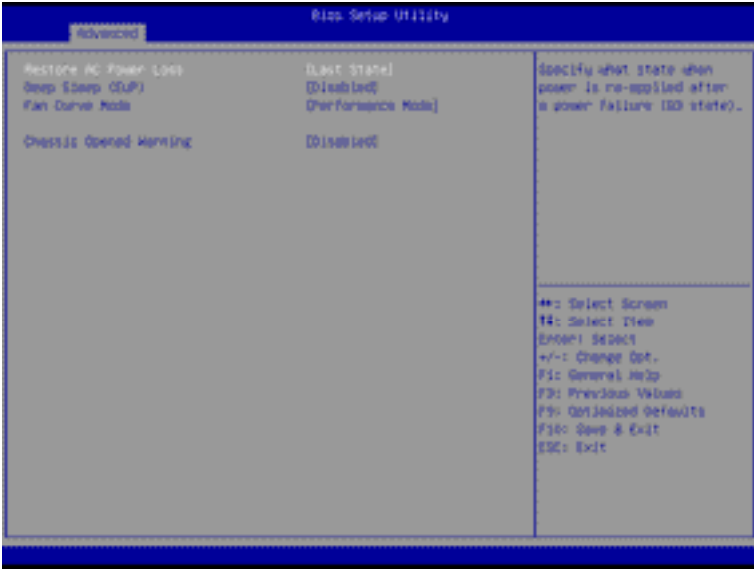 Bios Setup Utility
Advanced
Restore AC Power Loss [Last State]
Deep Sleep (EuP) [Disabled]
Fan Curve Mode [Performance Mode]
Chassis Opened Warning [Disabled]
Specify what state when
power is re-applied after
a power failure (G3 state).
Select Screen
↑↓: Select Item
Enter: Select
+/-: Change Opt.
F1: General Help
F3: Previous Values
F9: Optimized Defaults
F10: Save & Exit
ESC: Exit